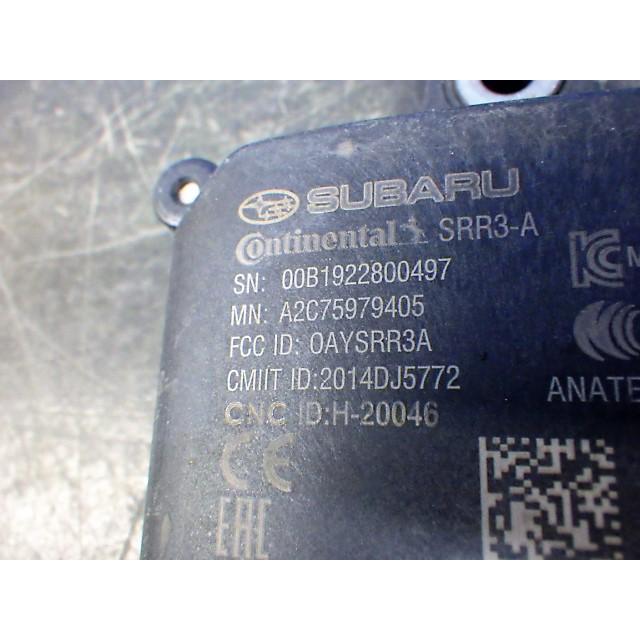 SUBARU
Continental SRR3-A
SN: 00B1922800497
MN: A2C75979405
FCC ID: OAYSRR3A
CMIIT ID:2014DJ5772
CNC ID:H-20046
ANATE
CE
EAC